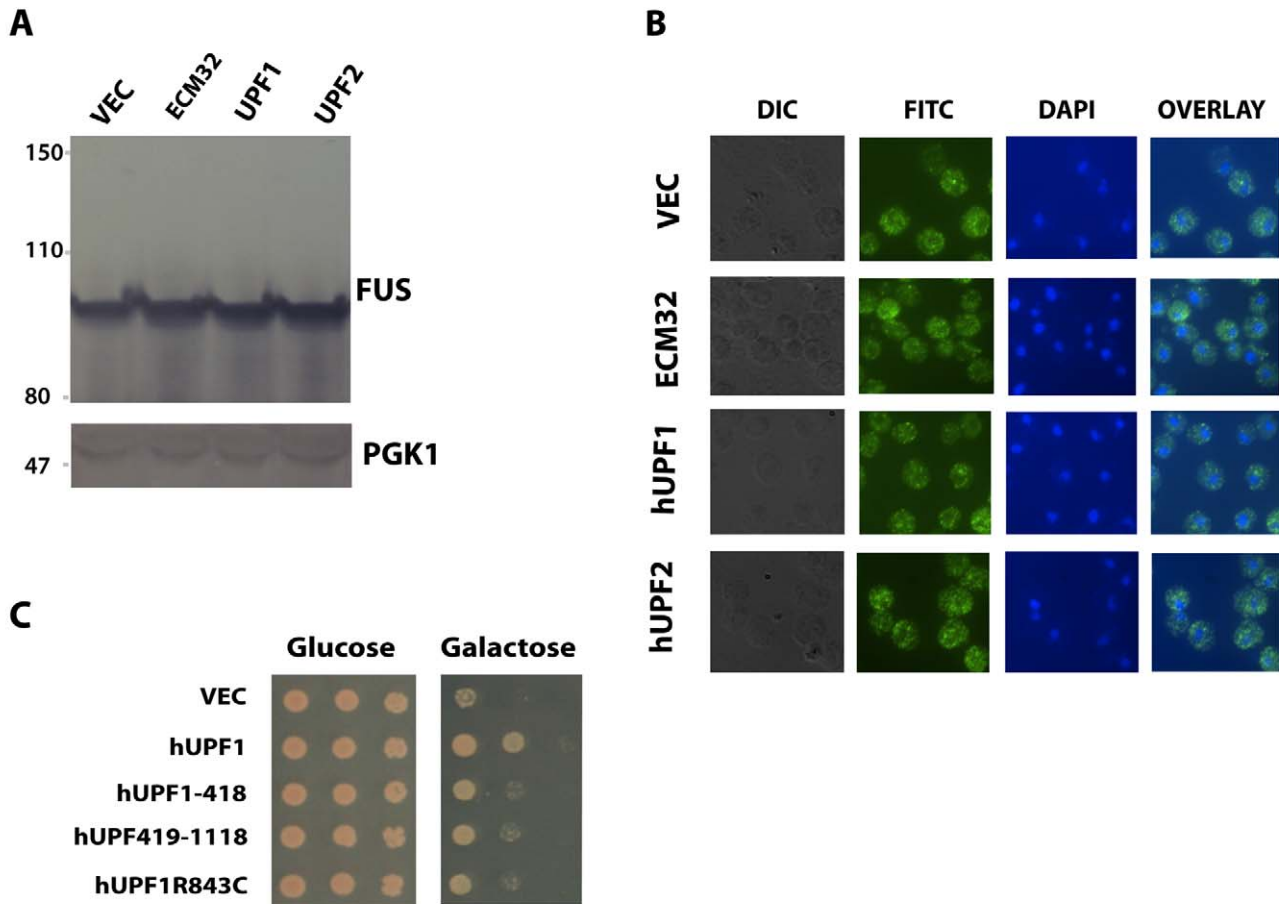 A
VEC
ECM32
UPF1
UPF2
150
110
FUS
80
47
PGK1
B
DIC
FITC
DAPI
OVERLAY
VEC
ECM32
hUPF1
hUPF2
C
Glucose
Galactose
VEC
hUPF1
hUPF1-418
hUPF419-1118
hUPF1R843C